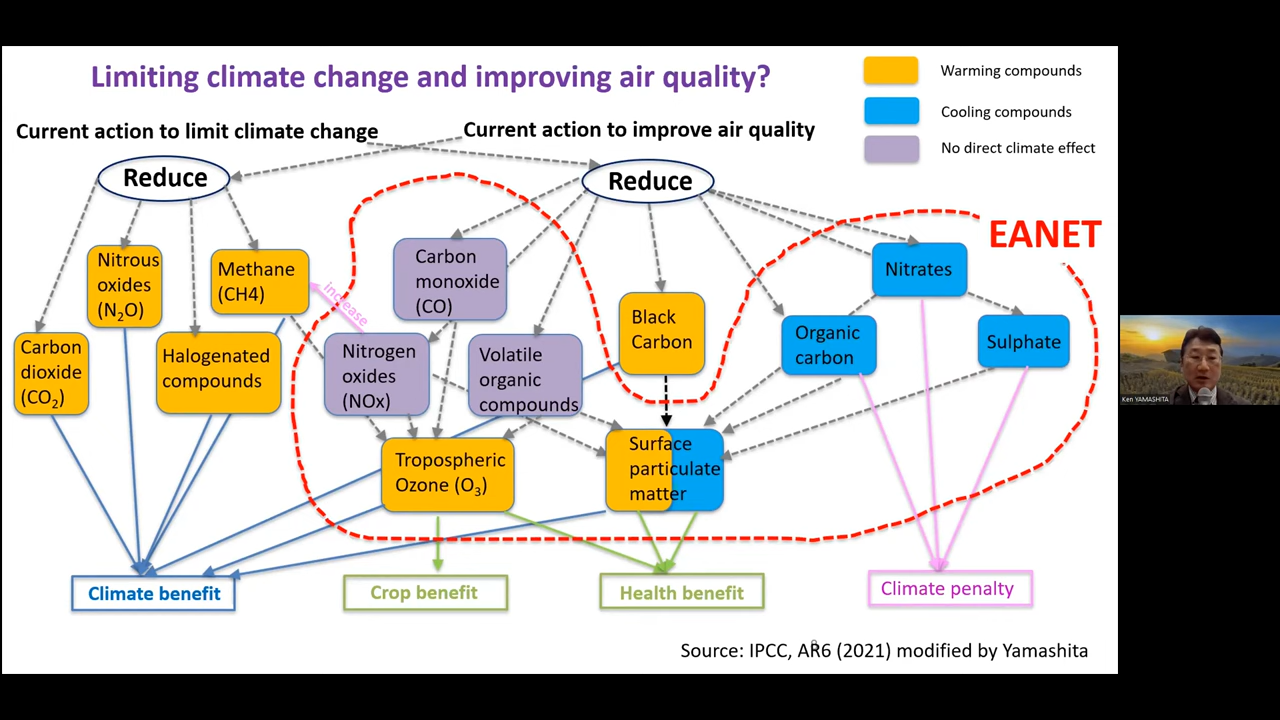 Limiting climate change and improving air quality?
Warming compounds
Cooling compounds
No direct climate effect
Current action to limit climate change
Current action to improve air quality
Reduce
Reduce
EANET
Nitrous
oxides
(N₂O)
Methane
(CH4)
increase
Carbon
monoxide
(CO)
Nitrates
Carbon
dioxide
(CO₂)
Halogenated
compounds
Nitrogen
oxides
(NOx)
Volatile
organic
compounds
Black
Carbon
Organic
carbon
Sulphate
Tropospheric
Ozone (O₃)
Surface
particulate
matter
Climate benefit
Crop benefit
Health benefit
Climate penalty
Source: IPCC, AR6 (2021) modified by Yamashita
Ken YAMASHITA